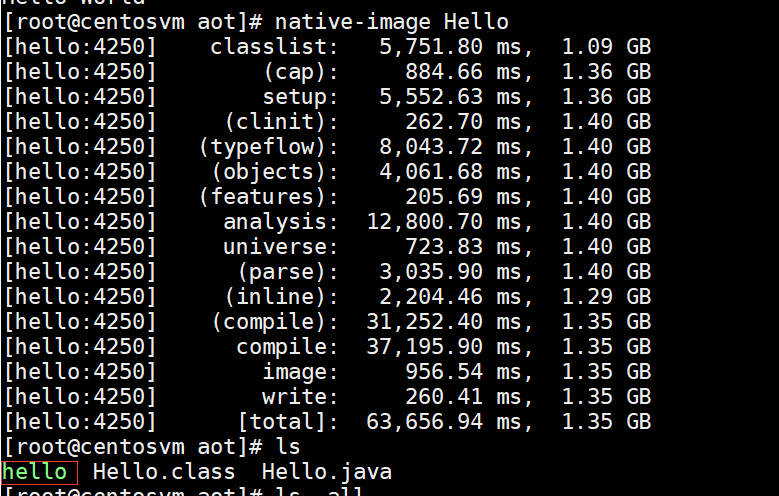 hello world
[root@centosvm aot]# native-image Hello
[hello:4250]    classlist:   5,751.80 ms,  1.09 GB
[hello:4250]        (cap):     884.66 ms,  1.36 GB
[hello:4250]        setup:   5,552.63 ms,  1.36 GB
[hello:4250]     (clinit):     262.70 ms,  1.40 GB
[hello:4250]   (typeflow):   8,043.72 ms,  1.40 GB
[hello:4250]    (objects):   4,061.68 ms,  1.40 GB
[hello:4250]   (features):     205.69 ms,  1.40 GB
[hello:4250]     analysis:  12,800.70 ms,  1.40 GB
[hello:4250]     universe:     723.83 ms,  1.40 GB
[hello:4250]      (parse):   3,035.90 ms,  1.40 GB
[hello:4250]     (inline):   2,204.46 ms,  1.29 GB
[hello:4250]    (compile):  31,252.40 ms,  1.35 GB
[hello:4250]      compile:  37,195.90 ms,  1.35 GB
[hello:4250]        image:     956.54 ms,  1.35 GB
[hello:4250]        write:     260.41 ms,  1.35 GB
[hello:4250]      [total]:  63,656.94 ms,  1.35 GB
[root@centosvm aot]# ls
hello  Hello.class  Hello.java
[root@centosvm aot]# ls